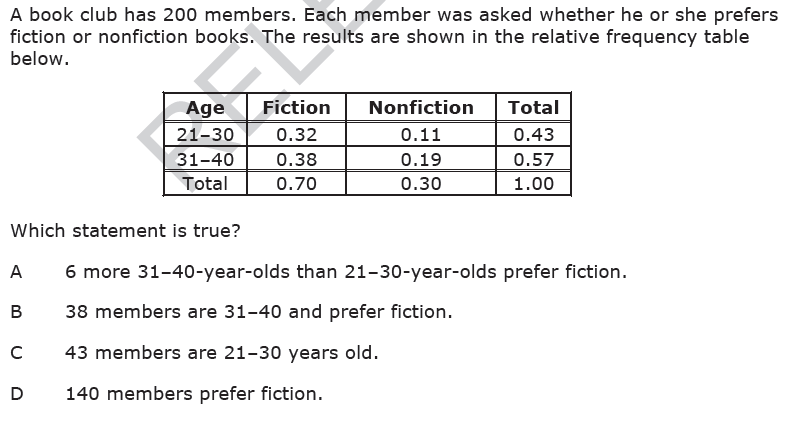 A book club has 200 members. Each member was asked whether he or she prefers
fiction or nonfiction books. The results are shown in the relative frequency table
below.
Age Fiction Nonfiction Total
21–30 0.32 0.11 0.43
31–40 0.38 0.19 0.57
Total 0.70 0.30 1.00
Which statement is true?
A 6 more 31–40-year-olds than 21–30-year-olds prefer fiction.
B 38 members are 31–40 and prefer fiction.
C 43 members are 21–30 years old.
D 140 members prefer fiction.
RELE